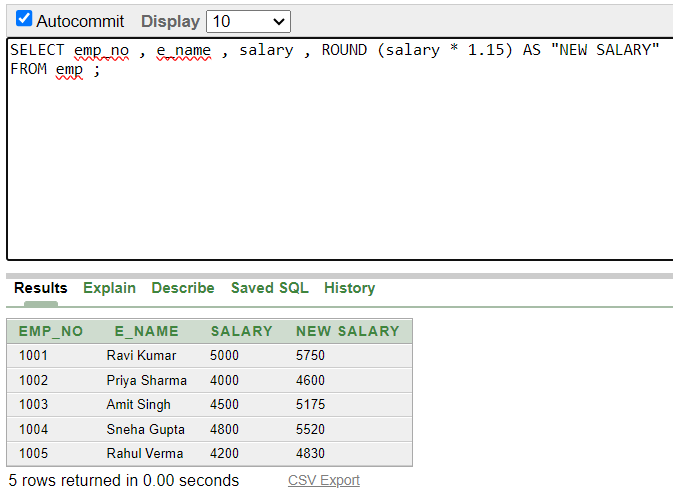 Autocommit Display 10
SELECT emp_no , e_name , salary , ROUND (salary * 1.15) AS "NEW SALARY"
FROM emp ;
Results Explain Describe Saved SQL History
EMP_NO E_NAME SALARY NEW SALARY
1001 Ravi Kumar 5000 5750
1002 Priya Sharma 4000 4600
1003 Amit Singh 4500 5175
1004 Sneha Gupta 4800 5520
1005 Rahul Verma 4200 4830
5 rows returned in 0.00 seconds CSV Export